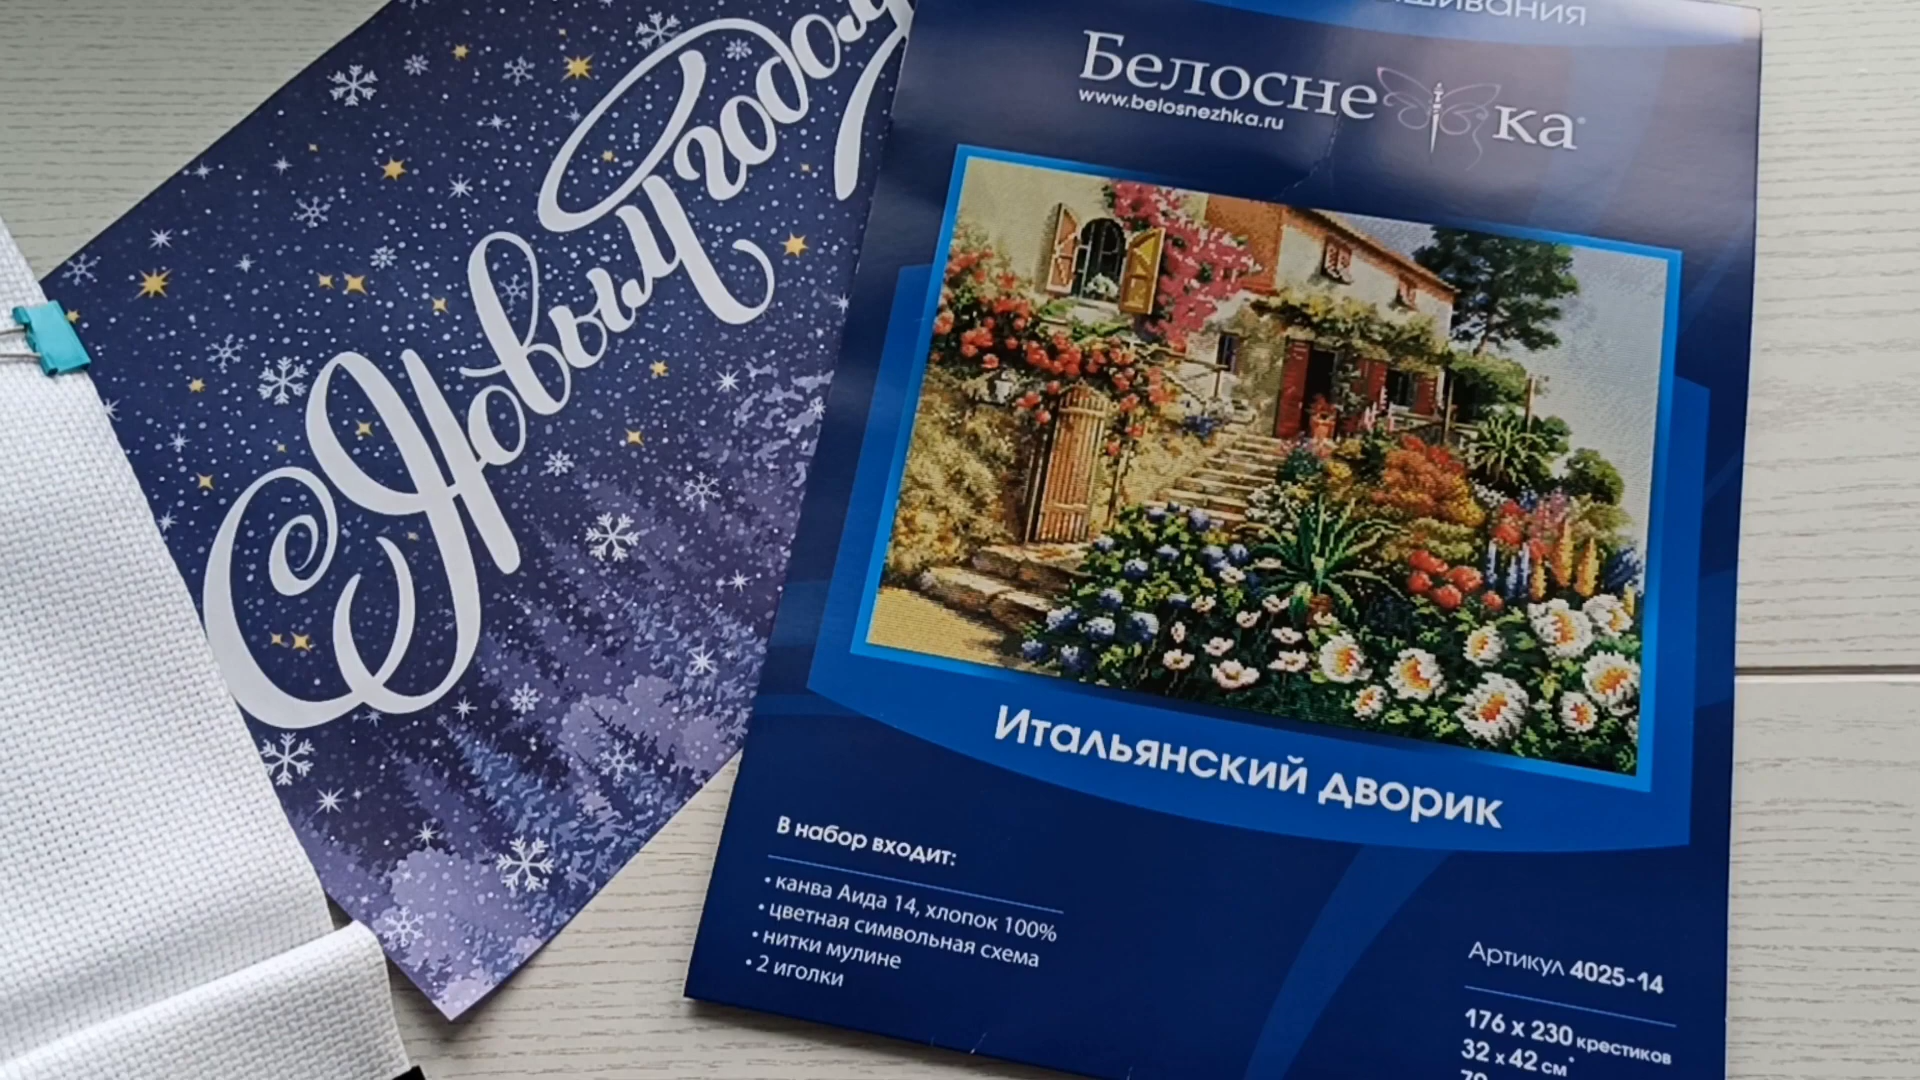 С Новым годом
Белоснежка
www.belosnezhka.ru
Итальянский дворик
В набор входит:
• канва Аида 14, хлопок 100%
• цветная символьная схема
• нитки мулине
• 2 иголки
Артикул 4025-14
176 x 230 крестиков
32 x 42 см*